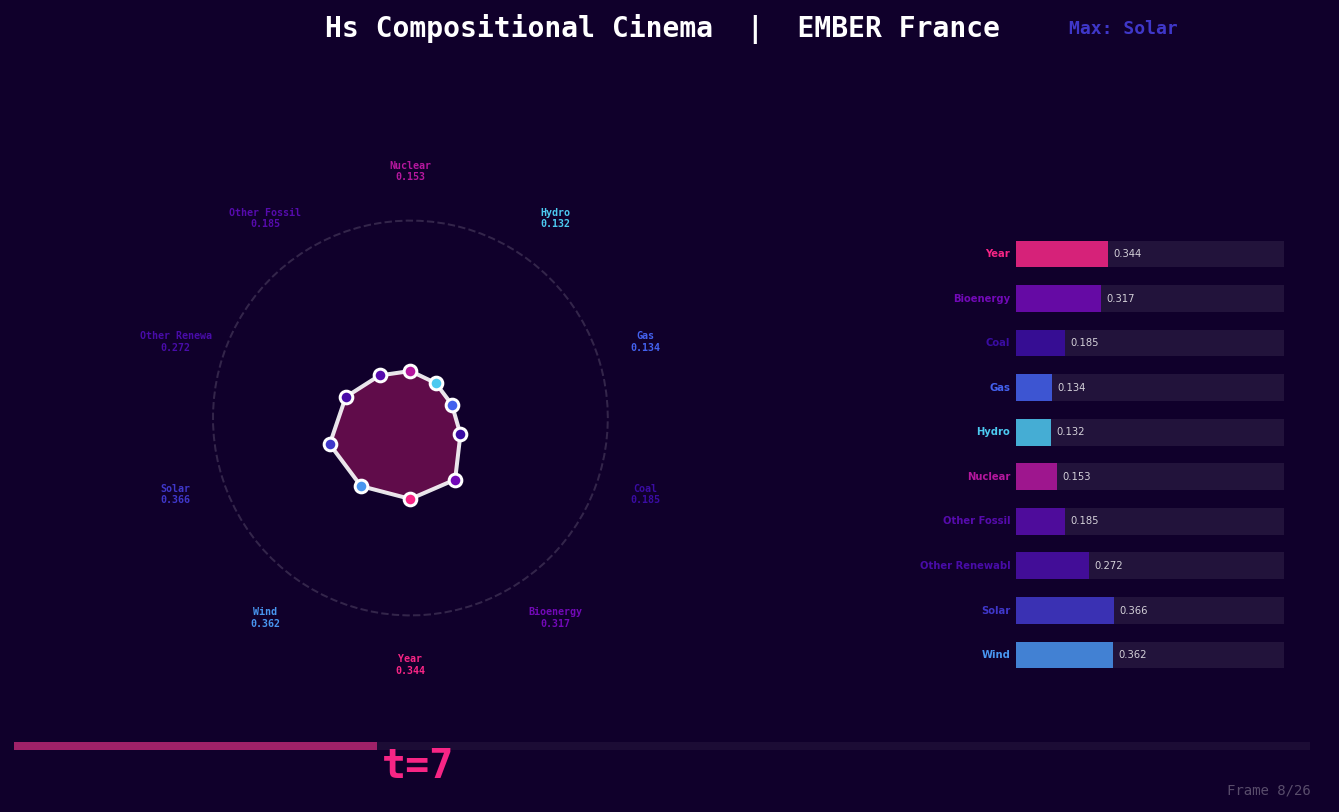 Hs Compositional Cinema | EMBER France
Max: Solar
Nuclear
0.153
Other Fossil
0.185
Hydro
0.132
Other Renewa
0.272
Gas
0.134
Solar
0.366
Coal
0.185
Wind
0.362
Bioenergy
0.317
Year
0.344
Year 0.344
Bioenergy 0.317
Coal 0.185
Gas 0.134
Hydro 0.132
Nuclear 0.153
Other Fossil 0.185
Other Renewabl 0.272
Solar 0.366
Wind 0.362
t=7
Frame 8/26